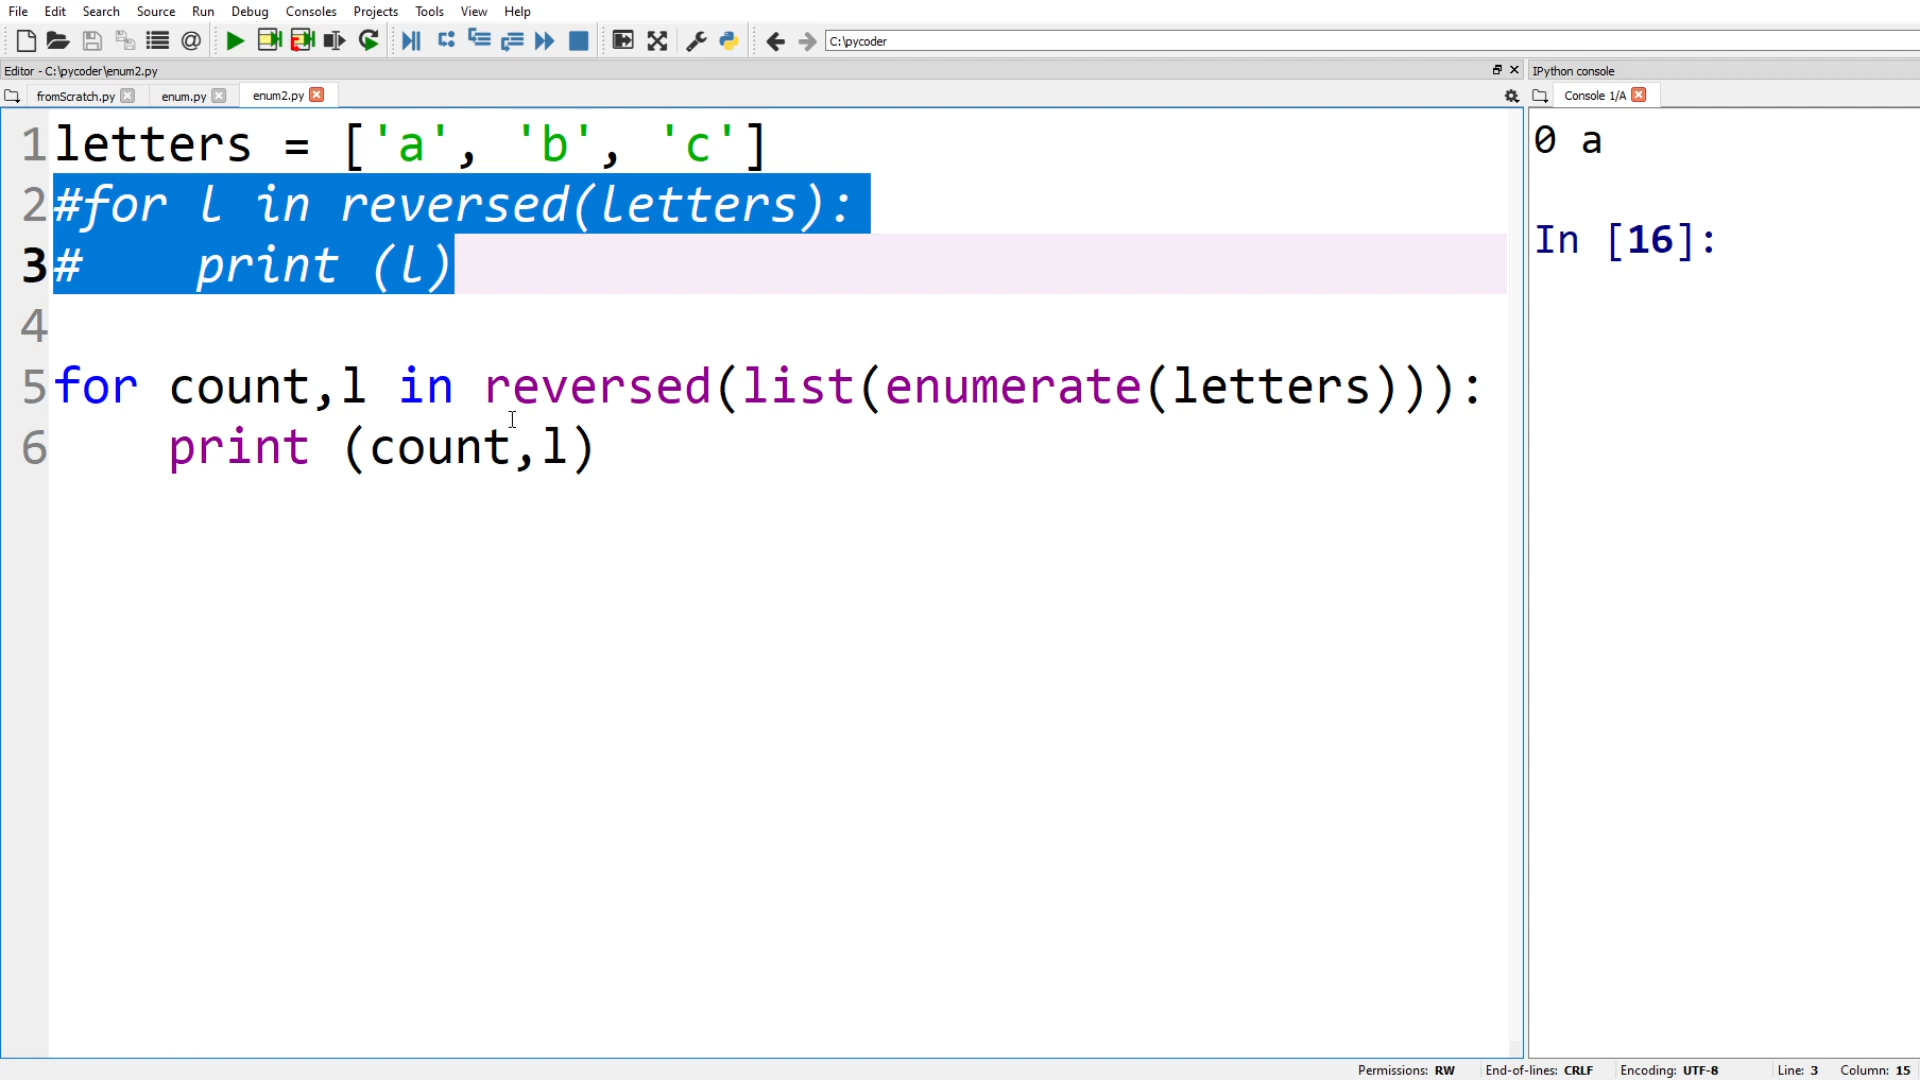 File Edit Search Source Run Debug Consoles Projects Tools View Help
C:\pycoder
Editor - C:\pycoder\enum2.py
IPython console
fromScratch.py enum.py enum2.py
Console 1/A
1 letters = ['a', 'b', 'c']
2 #for l in reversed(letters):
3 #    print (l)
4
5 for count,l in reversed(list(enumerate(letters))):
6     print (count,l)
0 a
In [16]:
Permissions: RW End-of-lines: CRLF Encoding: UTF-8 Line: 3 Column: 15